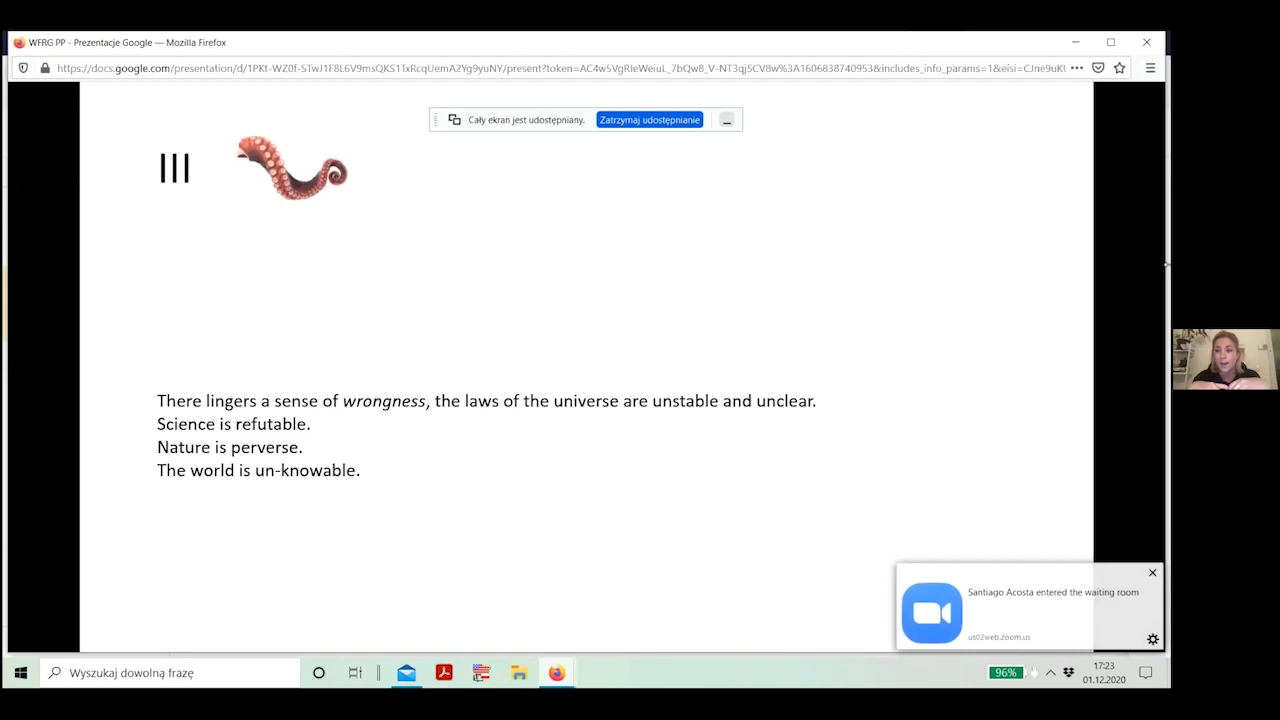 WFRG PP - Prezentacje Google — Mozilla Firefox
Cały ekran jest udostępniany. Zatrzymaj udostępnianie
III
There lingers a sense of wrongness, the laws of the universe are unstable and unclear.
Science is refutable.
Nature is perverse.
The world is un-knowable.
Santiago Acosta entered the waiting room
us02web.zoom.us
Wyszukaj dowolną frazę
96%
17:23
01.12.2020